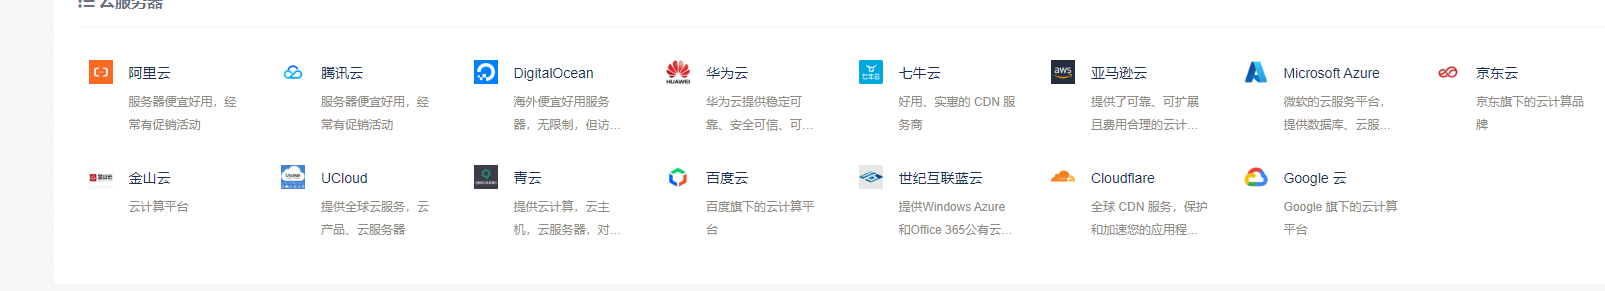 云服务器
阿里云
服务器便宜好用，经
常有促销活动
腾讯云
服务器便宜好用，经
常有促销活动
DigitalOcean
海外便宜好用服务
器，无限制，但访...
HUAWEI
华为云
华为云提供稳定可
靠、安全可信、可...
七牛云
七牛云
好用、实惠的 CDN 服
务商
aws
亚马逊云
提供了可靠、可扩展
且费用合理的云计...
Microsoft Azure
微软的云服务平台，
提供数据库、云服...
京东云
京东旗下的云计算品
牌
金山云
云计算平台
UCloud
提供全球云服务，云
产品、云服务器
青云
提供云计算，云主
机，云服务器，对...
百度云
百度旗下的云计算平
台
世纪互联蓝云
提供Windows Azure
和Office 365公有云...
Cloudflare
全球 CDN 服务，保护
和加速您的应用程...
Google 云
Google 旗下的云计算
平台